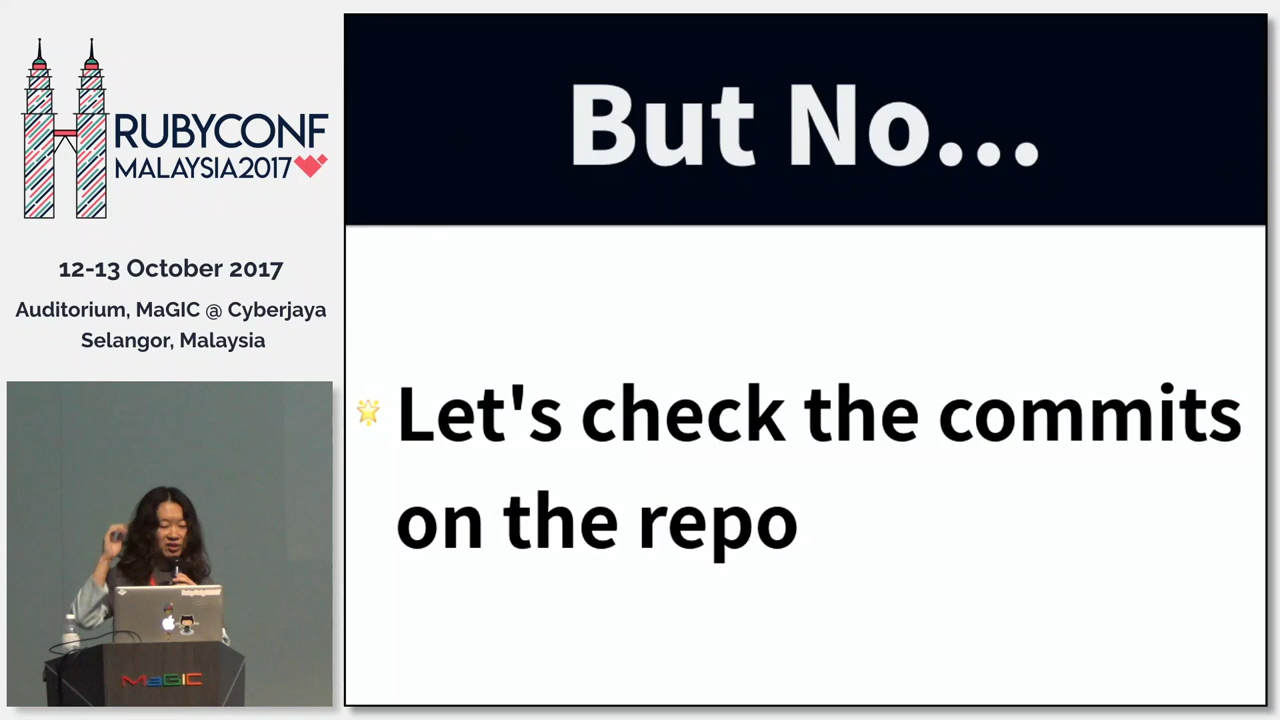 RUBYCONF
MALAYSIA2017
12-13 October 2017
Auditorium, MaGIC @ Cyberjaya
Selangor, Malaysia
MaGIC
But No...
Let's check the commits
on the repo